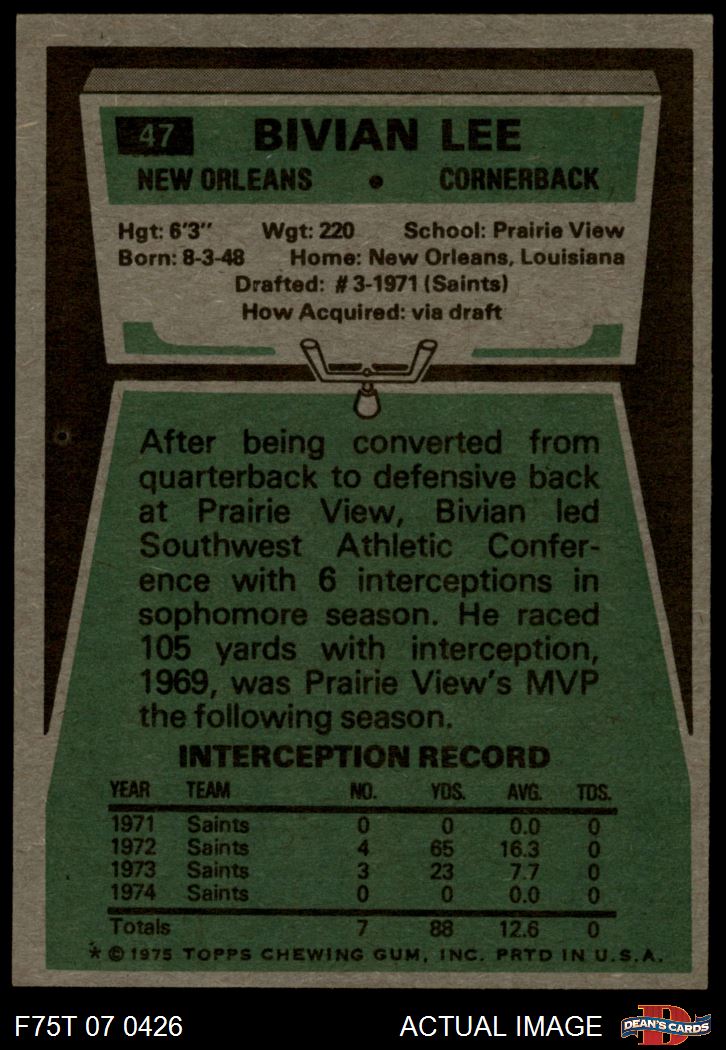 47 BIVIAN LEE
NEW ORLEANS • CORNERBACK
Hgt: 6'3" Wgt: 220 School: Prairie View
Born: 8-3-48 Home: New Orleans, Louisiana
Drafted: #3-1971 (Saints)
How Acquired: via draft
After being converted from
quarterback to defensive back
at Prairie View, Bivian led
Southwest Athletic Confer-
ence with 6 interceptions in
sophomore season. He raced
105 yards with interception,
1969, was Prairie View's MVP
the following season.
INTERCEPTION RECORD
YEAR TEAM NO. YDS. AVG. TDS.
1971 Saints 0 0 0.0 0
1972 Saints 4 65 16.3 0
1973 Saints 3 23 7.7 0
1974 Saints 0 0 0.0 0
Totals 7 88 12.6 0
* © 1975 TOPPS CHEWING GUM, INC. PRTD IN U.S.A.
F75T 07 0426 ACTUAL IMAGE D DEAN'S CARDS